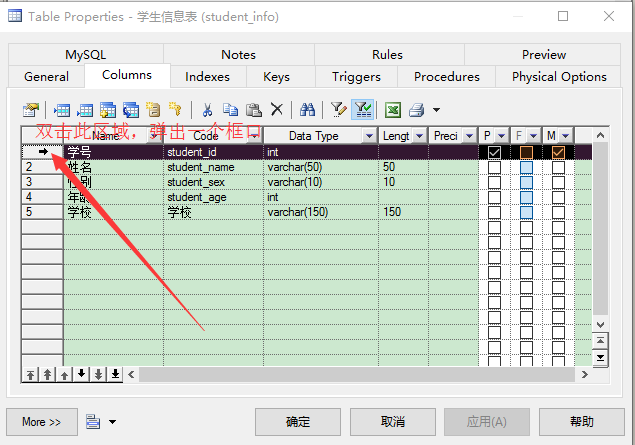 Table Properties - 学生信息表 (student_info)
MySQL Notes Rules Preview
General Columns Indexes Keys Triggers Procedures Physical Options
双击此区域，弹出一个框口
Name Code Data Type Lengt Preci P F M
学号 student_id int
2 姓名 student_name varchar(50) 50
3 性别 student_sex varchar(10) 10
4 年龄 student_age int
5 学校 学校 varchar(150) 150
More >> 确定 取消 应用(A) 帮助